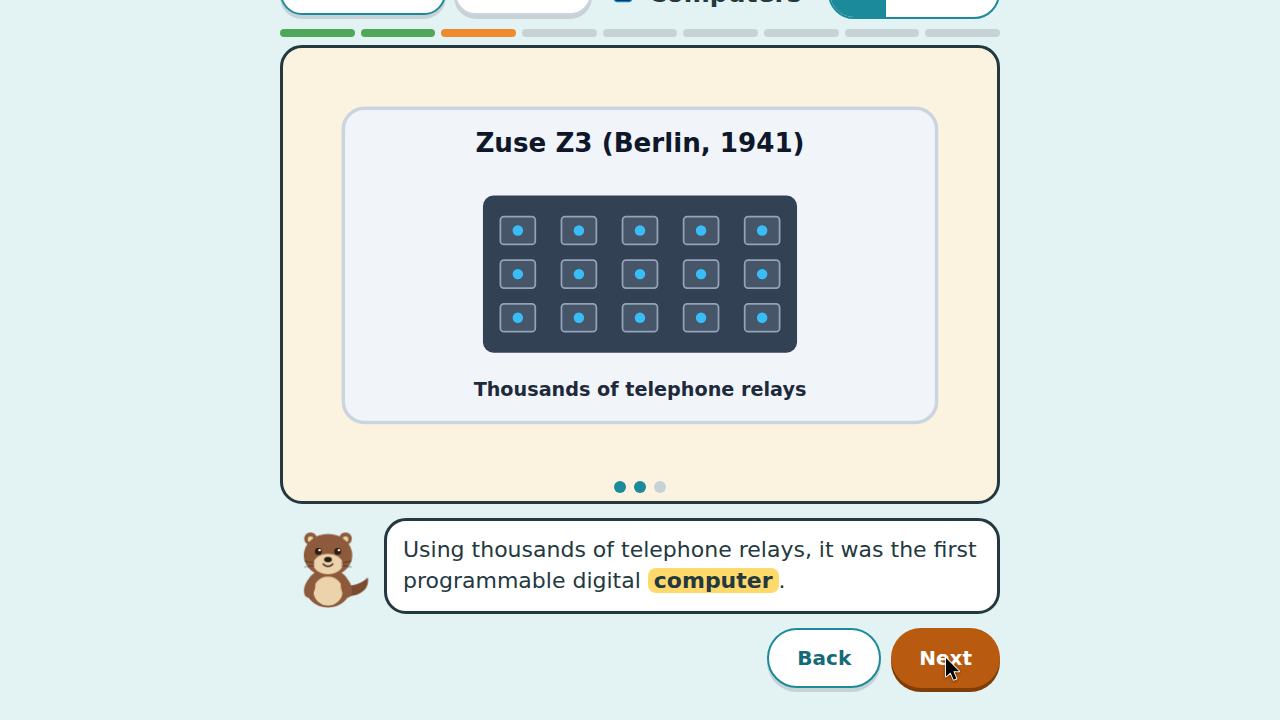 Computers
Zuse Z3 (Berlin, 1941)
Thousands of telephone relays
Using thousands of telephone relays, it was the first
programmable digital computer.
Back
Next